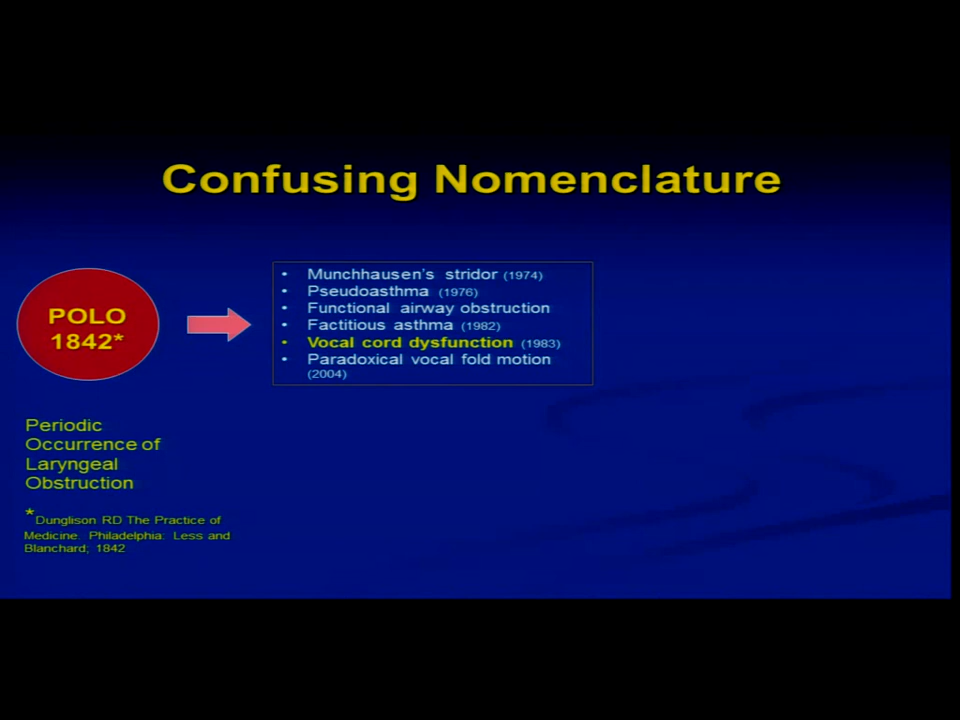 Confusing Nomenclature
POLO
1842*
• Munchhausen's stridor (1974)
• Pseudoasthma (1976)
• Functional airway obstruction
• Factitious asthma (1982)
• Vocal cord dysfunction (1983)
• Paradoxical vocal fold motion
(2004)
Periodic
Occurrence of
Laryngeal
Obstruction
*Dunglison RD The Practice of
Medicine. Philadelphia: Less and
Blanchard; 1842